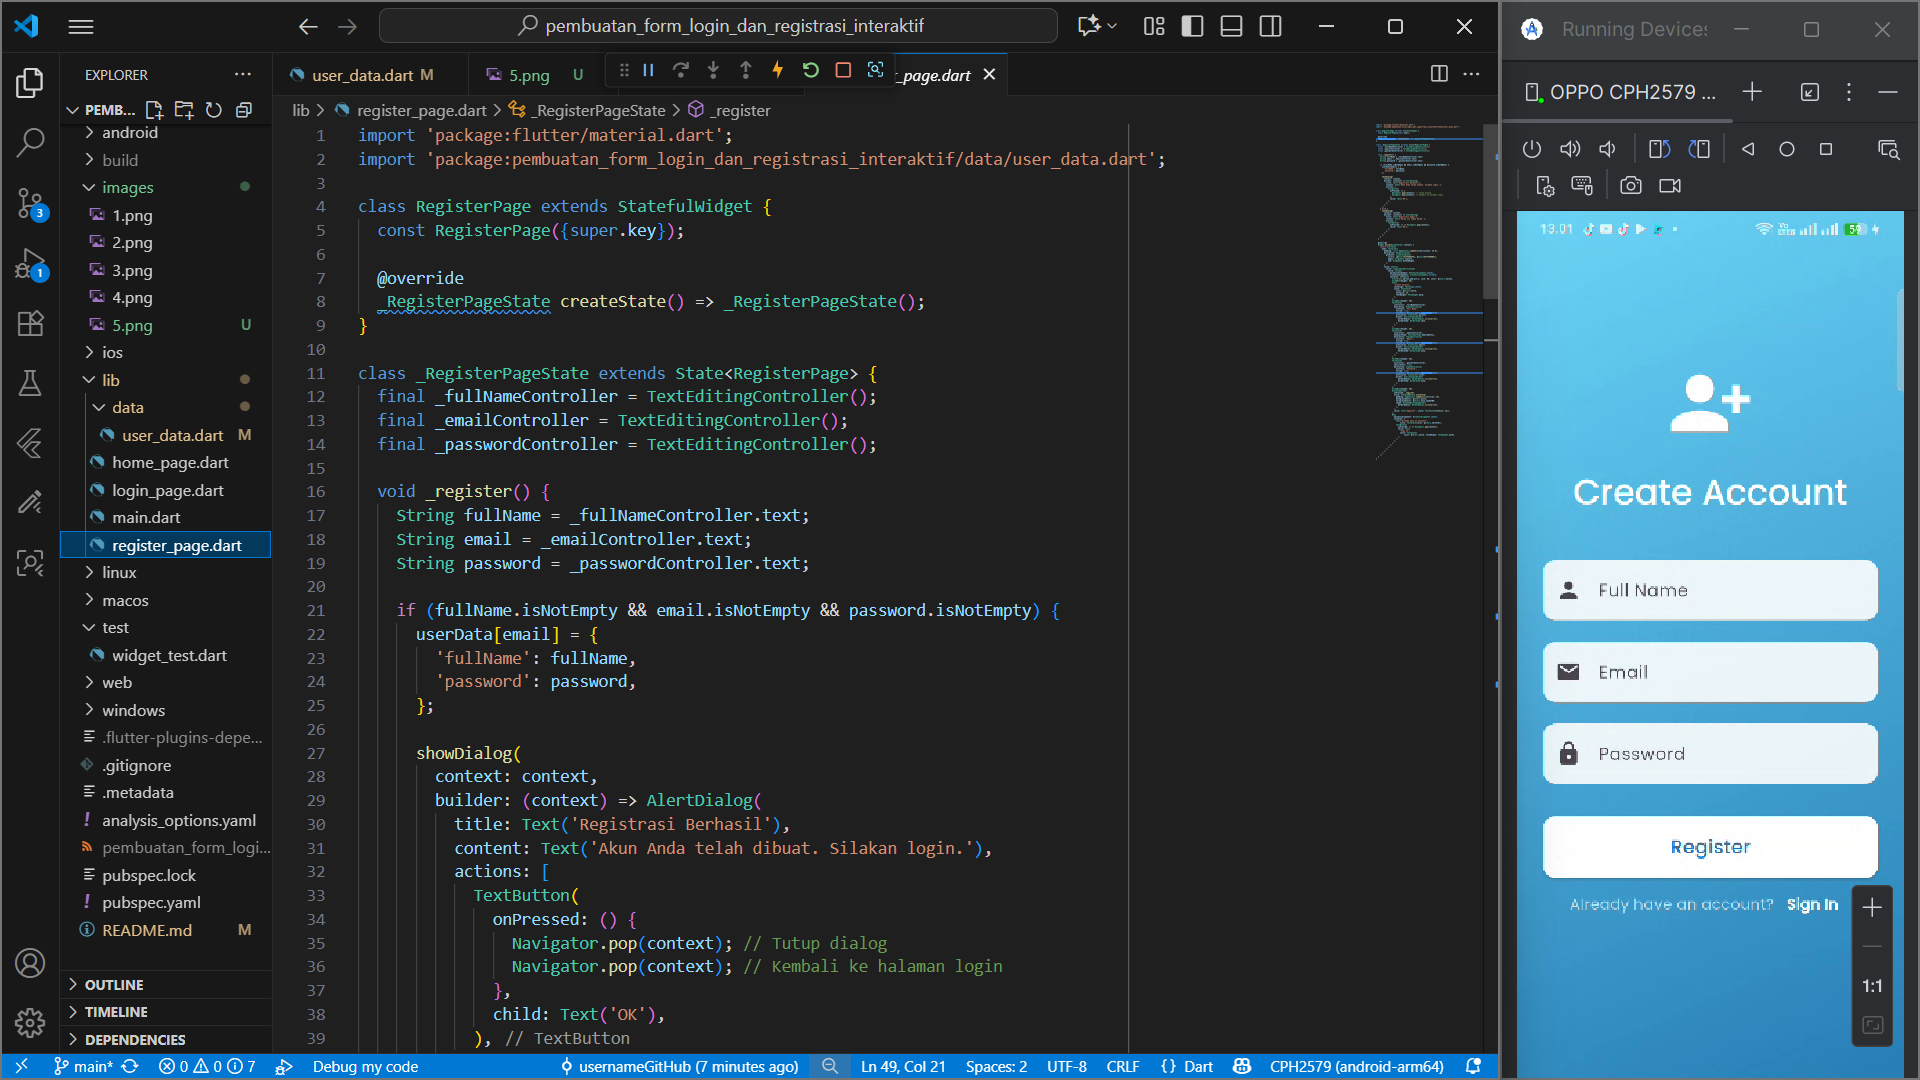 pembuatan_form_login_dan_registrasi_interaktif
EXPLORER
PEMB...
android
build
images
1.png
2.png
3.png
4.png
5.png U
ios
lib
data
user_data.dart M
home_page.dart
login_page.dart
main.dart
register_page.dart
linux
macos
test
widget_test.dart
web
windows
.flutter-plugins-depe...
.gitignore
.metadata
analysis_options.yaml
pembuatan_form_logi...
pubspec.lock
pubspec.yaml
README.md M
OUTLINE
TIMELINE
DEPENDENCIES
3
1
user_data.dart M
5.png U
_page.dart
lib > register_page.dart > _RegisterPageState > _register
1 import 'package:flutter/material.dart';
2 import 'package:pembuatan_form_login_dan_registrasi_interaktif/data/user_data.dart';
3
4 class RegisterPage extends StatefulWidget {
5 const RegisterPage({super.key});
6
7 @override
8 _RegisterPageState createState() => _RegisterPageState();
9 }
10
11 class _RegisterPageState extends State<RegisterPage> {
12 final _fullNameController = TextEditingController();
13 final _emailController = TextEditingController();
14 final _passwordController = TextEditingController();
15
16 void _register() {
17 String fullName = _fullNameController.text;
18 String email = _emailController.text;
19 String password = _passwordController.text;
20
21 if (fullName.isNotEmpty && email.isNotEmpty && password.isNotEmpty) {
22 userData[email] = {
23 'fullName': fullName,
24 'password': password,
25 };
26
27 showDialog(
28 context: context,
29 builder: (context) => AlertDialog(
30 title: Text('Registrasi Berhasil'),
31 content: Text('Akun Anda telah dibuat. Silakan login.'),
32 actions: [
33 TextButton(
34 onPressed: () {
35 Navigator.pop(context); // Tutup dialog
36 Navigator.pop(context); // Kembali ke halaman login
37 },
38 child: Text('OK'),
39 ), // TextButton
main* 0 0 7 Debug my code usernameGitHub (7 minutes ago) Ln 49, Col 21 Spaces: 2 UTF-8 CRLF {} Dart CPH2579 (android-arm64)
Running Devices
OPPO CPH2579 ...
13.01 59
Create Account
Full Name
Email
Password
Register
Already have an account? Sign In
1:1